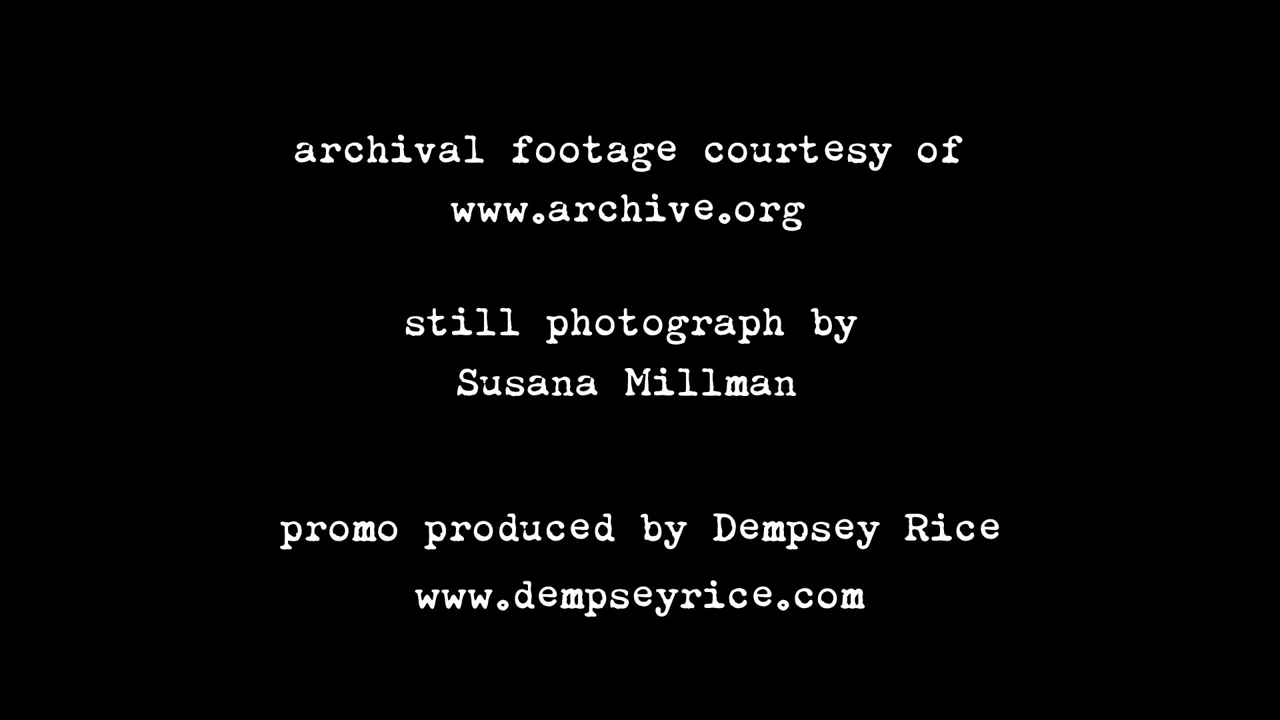 archival footage courtesy of
www.archive.org
still photograph by
Susana Millman
promo produced by Dempsey Rice
www.dempseyrice.com